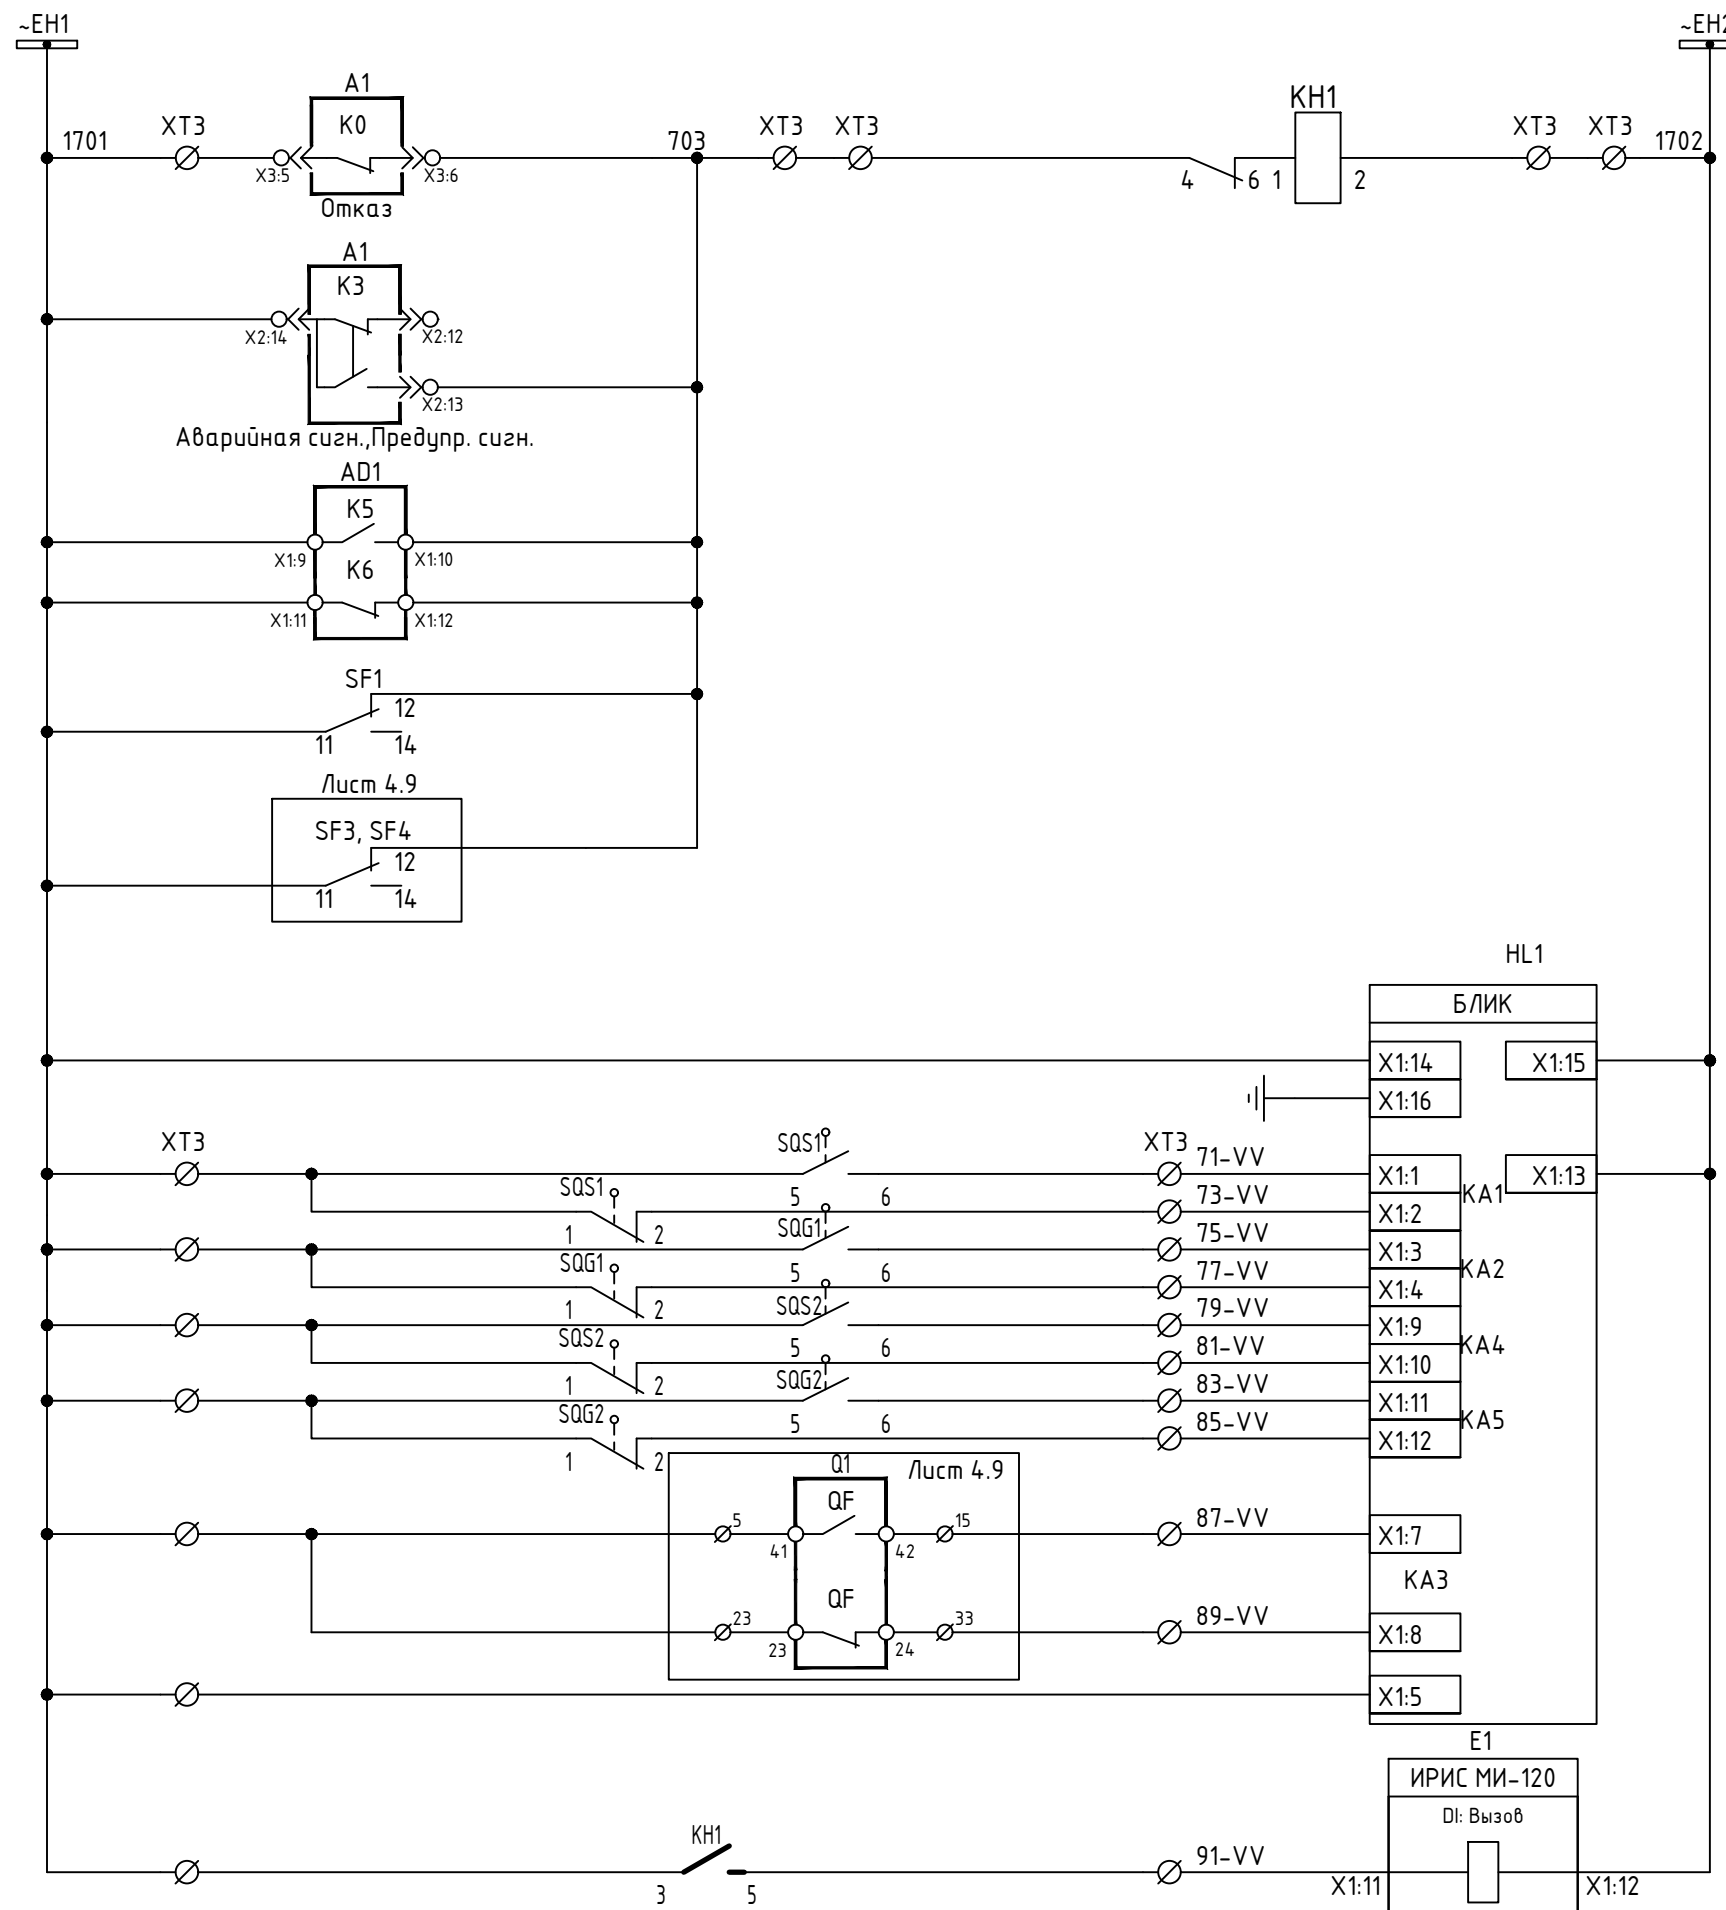 ~EH1
~EH2
A1
KH1
1701
XT3
K0
703
XT3
XT3
XT3
XT3
1702
X3:5
X3:6
4
6
1
2
Отказ
A1
K3
X2:14
X2:12
X2:13
Аварийная сигн.,Предупр. сигн.
AD1
K5
X1:9
X1:10
K6
X1:11
X1:12
SF1
12
11
14
Лист 4.9
SF3, SF4
12
11
14
HL1
БЛИК
X1:14
X1:15
X1:16
XT3
SQS1
XT3
71-VV
X1:1
X1:13
KA1
SQS1
5
6
73-VV
X1:2
1
2
SQG1
75-VV
X1:3
KA2
SQG1
5
6
77-VV
X1:4
1
2
SQS2
79-VV
X1:9
KA4
SQS2
5
6
81-VV
X1:10
1
2
SQG2
83-VV
X1:11
KA5
SQG2
5
6
85-VV
X1:12
1
2
Q1
Лист 4.9
QF
5
15
87-VV
X1:7
41
42
KA3
QF
23
33
89-VV
X1:8
23
24
X1:5
E1
ИРИС МИ-120
DI: Вызов
KH1
91-VV
3
5
X1:11
X1:12